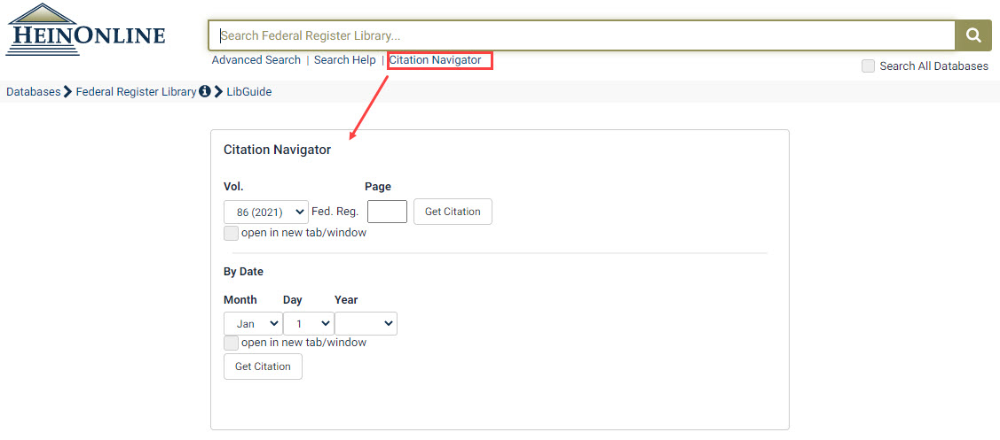 HEINONLINE
Search Federal Register Library...
Advanced Search | Search Help | Citation Navigator
Search All Databases
Databases Federal Register Library LibGuide
Citation Navigator
Vol. Page
86 (2021) Fed. Reg. Get Citation
open in new tab/window
By Date
Month Day Year
Jan 1
open in new tab/window
Get Citation